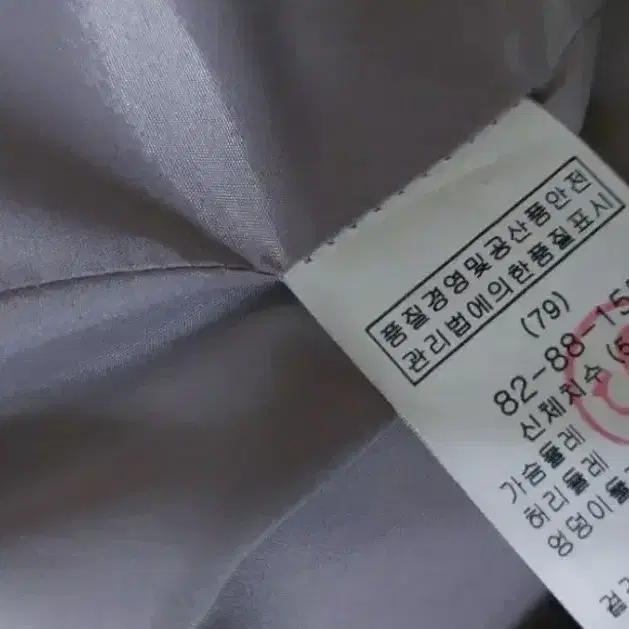 품질경영및공산품안전
관리법에의한품질표시
(79)
82-88-15
신체치수
가슴둘레
허리둘레
엉덩이둘레